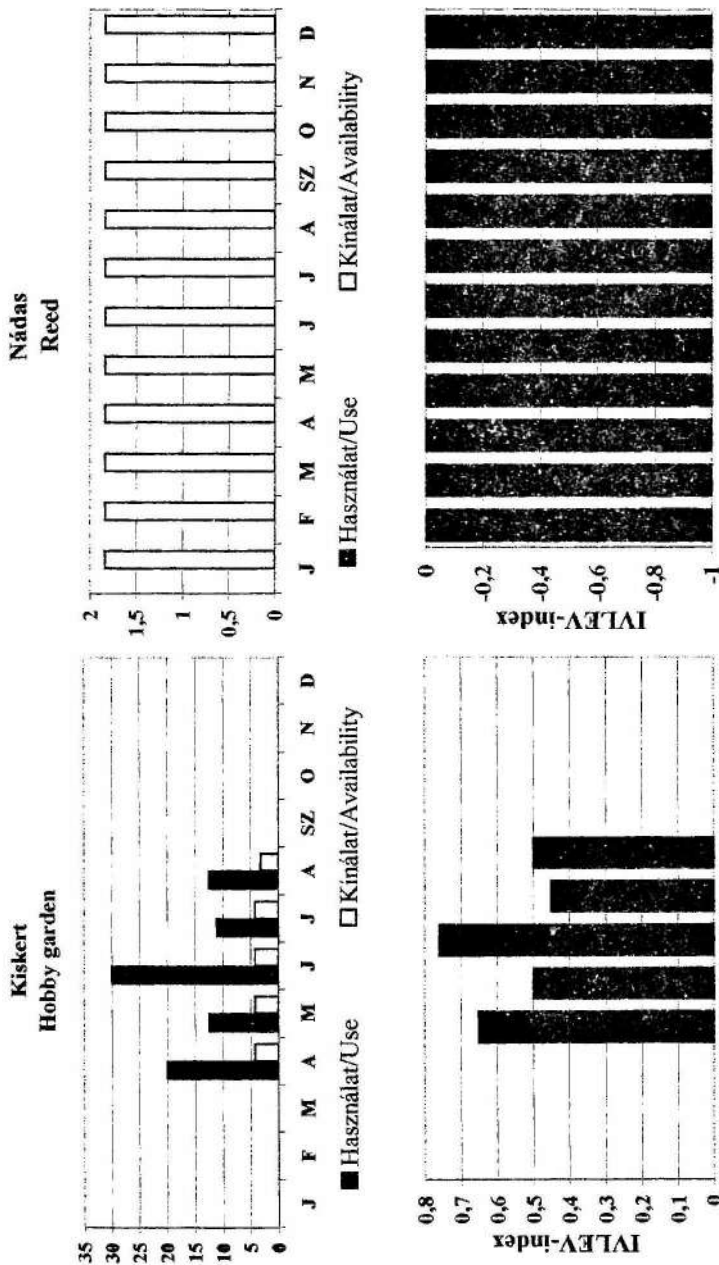 Kiskert
Hobby garden
35
30
25
20
15
10
5
0
J F M A M J J A SZ O N D
Használat/Use Kínálat/Availability
IVLEV-index
0,8
0,7
0,6
0,5
0,4
0,3
0,2
0,1
0
Nádas
Reed
2
1,5
1
0,5
0
J F M A M J J A SZ O N D
Használat/Use Kínálat/Availability
IVLEV-index
0
-0,2
-0,4
-0,6
-0,8
-1